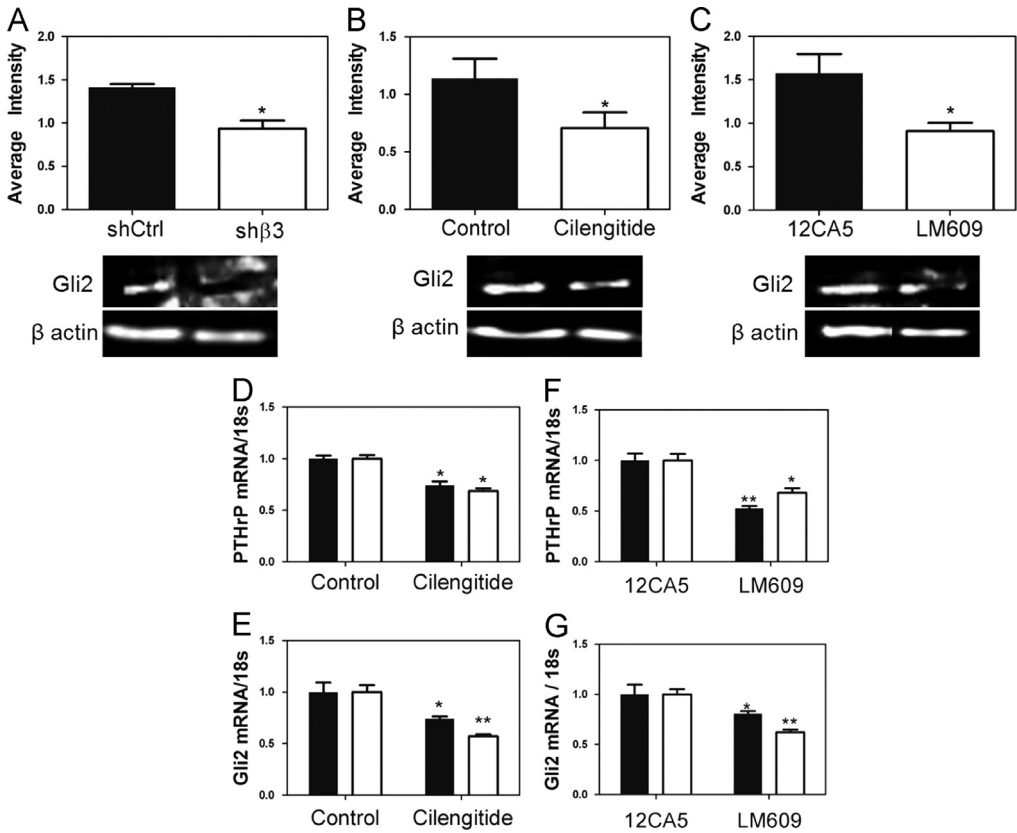 A
Average Intensity
2.0
1.5
1.0
0.5
0.0
*
shCtrl
shβ3
Gli2
β actin
B
Average Intensity
1.5
1.0
0.5
0.0
*
Control
Cilengitide
Gli2
β actin
C
Average Intensity
2.0
1.5
1.0
0.5
0.0
*
12CA5
LM609
Gli2
β actin
D
PTHrP mRNA/18s
1.5
1.0
0.5
0.0
*
*
Control
Cilengitide
F
PTHrP mRNA/18s
1.5
1.0
0.5
0.0
**
*
12CA5
LM609
E
Gli2 mRNA/18s
1.5
1.0
0.5
0.0
*
**
Control
Cilengitide
G
Gli2 mRNA / 18s
1.5
1.0
0.5
0.0
*
**
12CA5
LM609